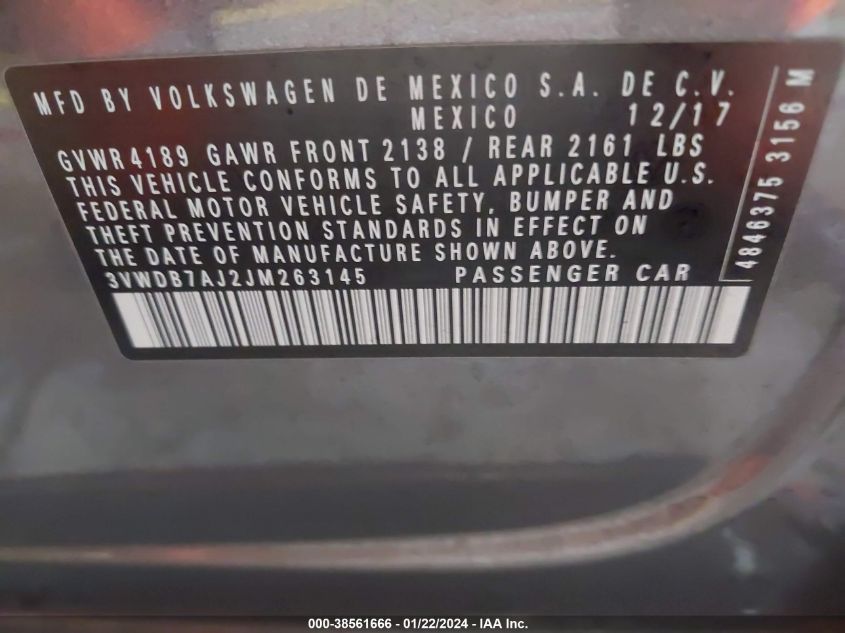 MFD BY VOLKSWAGEN DE MEXICO S.A. DE C.V.
MEXICO 12/17
GVWR 4189 GAWR FRONT 2138 / REAR 2161 LBS
THIS VEHICLE CONFORMS TO ALL APPLICABLE U.S.
FEDERAL MOTOR VEHICLE SAFETY, BUMPER AND
THEFT PREVENTION STANDARDS IN EFFECT ON
THE DATE OF MANUFACTURE SHOWN ABOVE.
3VWDB7AJ2JM263145 PASSENGER CAR
4846375 3156 M
000-38561666 - 01/22/2024 - IAA Inc.